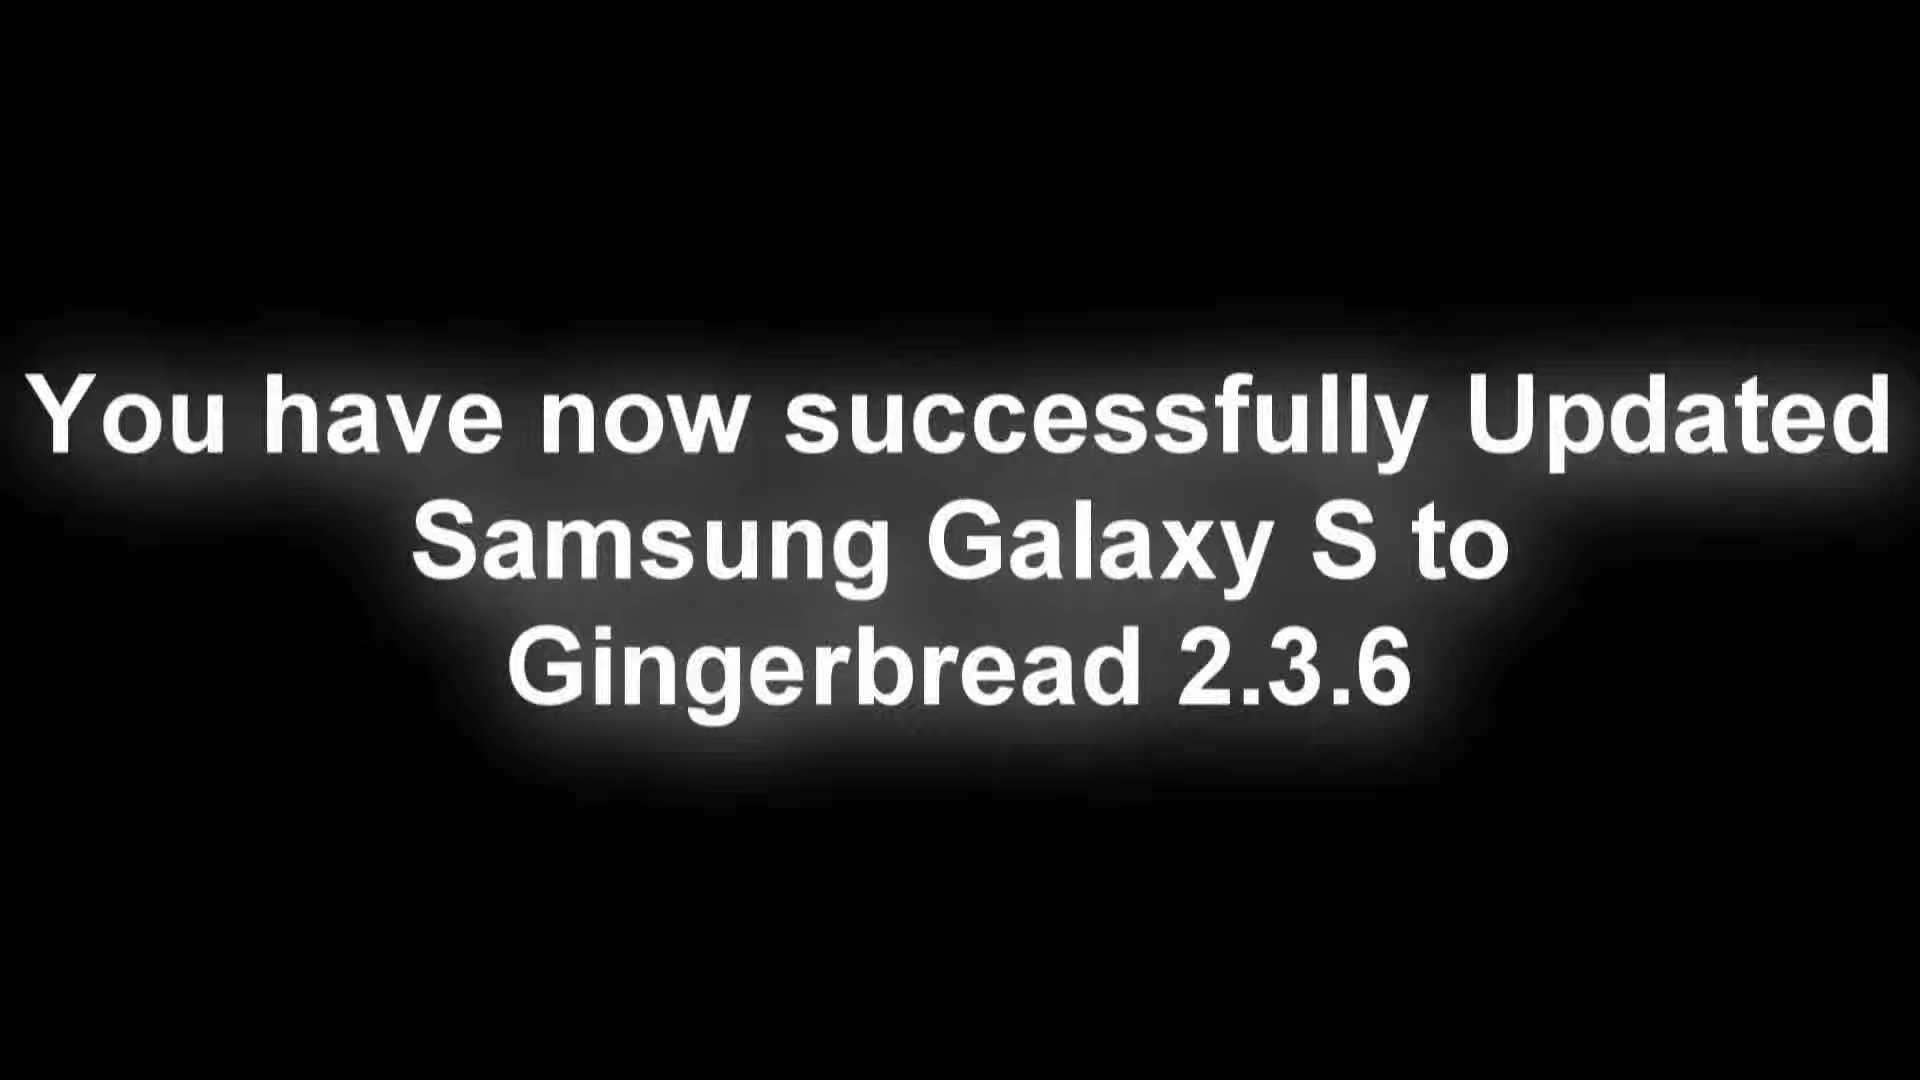 You have now successfully Updated
Samsung Galaxy S to
Gingerbread 2.3.6